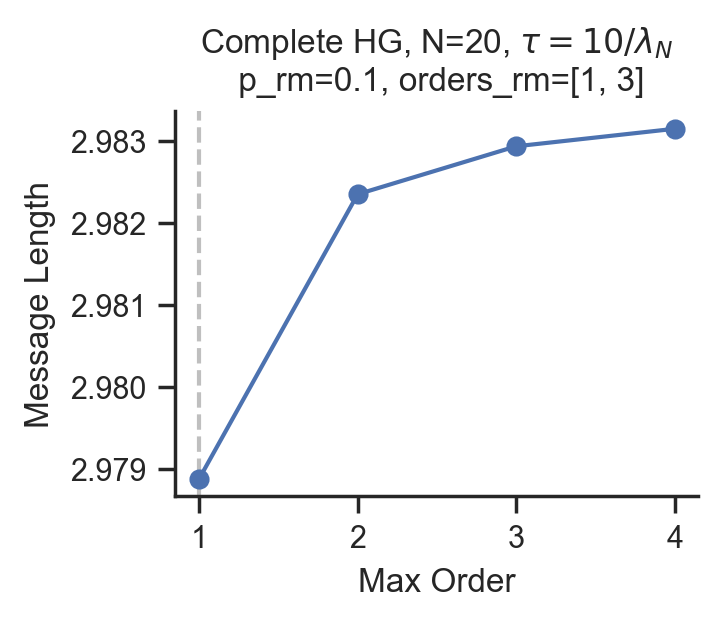 Complete HG, N=20, τ = 10/λ_N
p_rm=0.1, orders_rm=[1, 3]
Message Length
2.983
2.982
2.981
2.980
2.979
1 2 3 4
Max Order